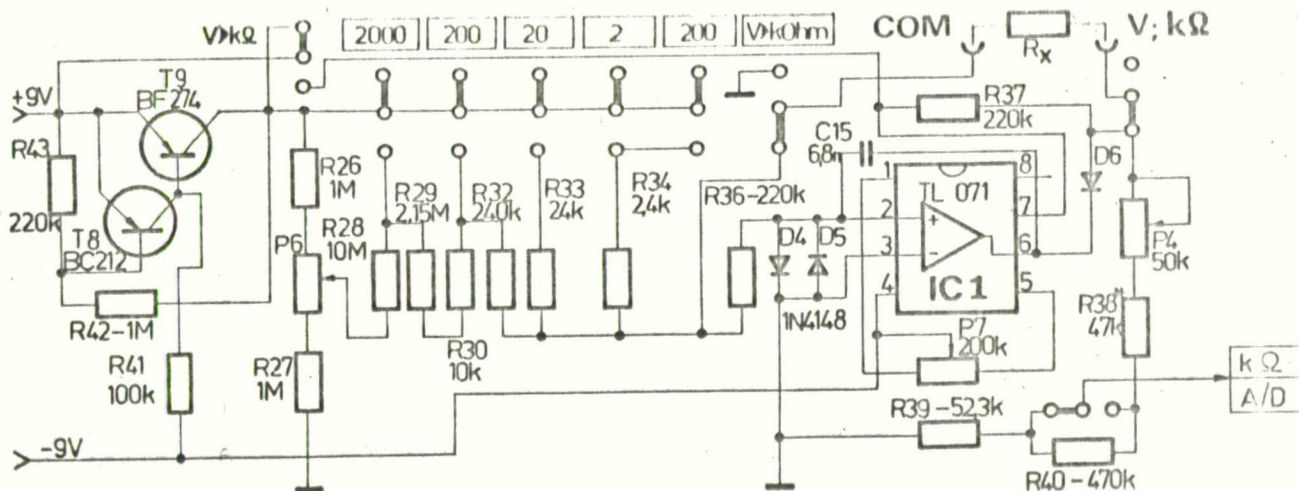 V>kΩ 2000 200 20 2 200 V>kOhm COM Rx V; kΩ
T9
BF 274
+9V
R43
220k
T8
BC212
R42-1M
R41
100k
-9V
R26
1M
P6
R28
10M
R27
1M
R29
2,15M
R30
10k
R32
240k
R33
24k
R34
2,4k
R36-220k
C15
6,8n
D4
D5
1N4148
R37
220k
D6
1
2
3
4
8
7
6
5
TL 071
+
-
IC1
P7
200k
P4
50k
R38
47k
R39-523k
R40-470k
kΩ
A/D